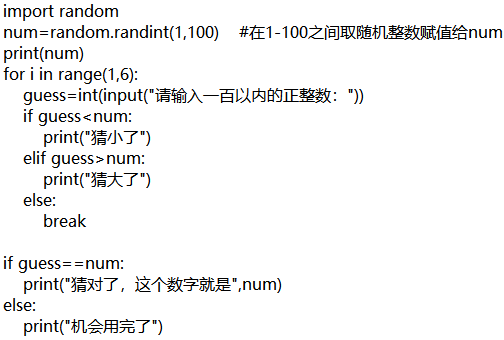 import random
num=random.randint(1,100)    #在1-100之间取随机整数赋值给num
print(num)
for i in range(1,6):
    guess=int(input("请输入一百以内的正整数："))
    if guess<num:
        print("猜小了")
    elif guess>num:
        print("猜大了")
    else:
        break

if guess==num:
    print("猜对了，这个数字就是",num)
else:
    print("机会用完了")